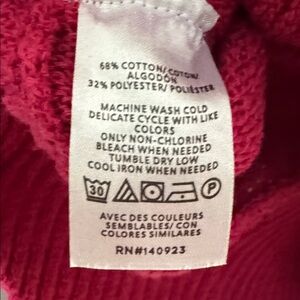 68% COTTON/COTON/
ALGODÓN
32% POLYESTER/POLIÉSTER
MACHINE WASH COLD
DELICATE CYCLE WITH LIKE
COLORS
ONLY NON-CHLORINE
BLEACH WHEN NEEDED
TUMBLE DRY LOW
COOL IRON WHEN NEEDED
30 P
AVEC DES COULEURS
SEMBLABLES/CON
COLORES SIMILARES
RN#140923